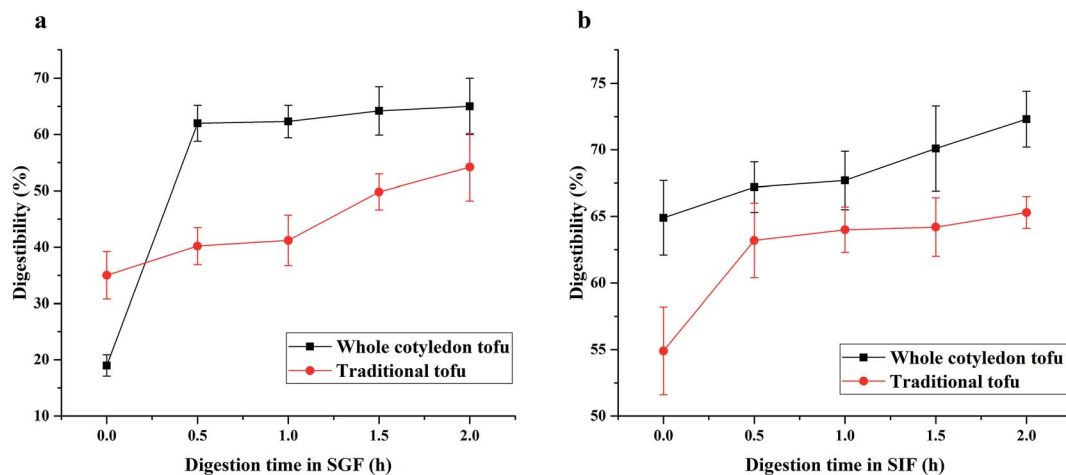 a
Digestibility (%)
70
60
50
40
30
20
10
Whole cotyledon tofu
Traditional tofu
0.0 0.5 1.0 1.5 2.0
Digestion time in SGF (h)
b
Digestibility (%)
75
70
65
60
55
50
Whole cotyledon tofu
Traditional tofu
0.0 0.5 1.0 1.5 2.0
Digestion time in SIF (h)